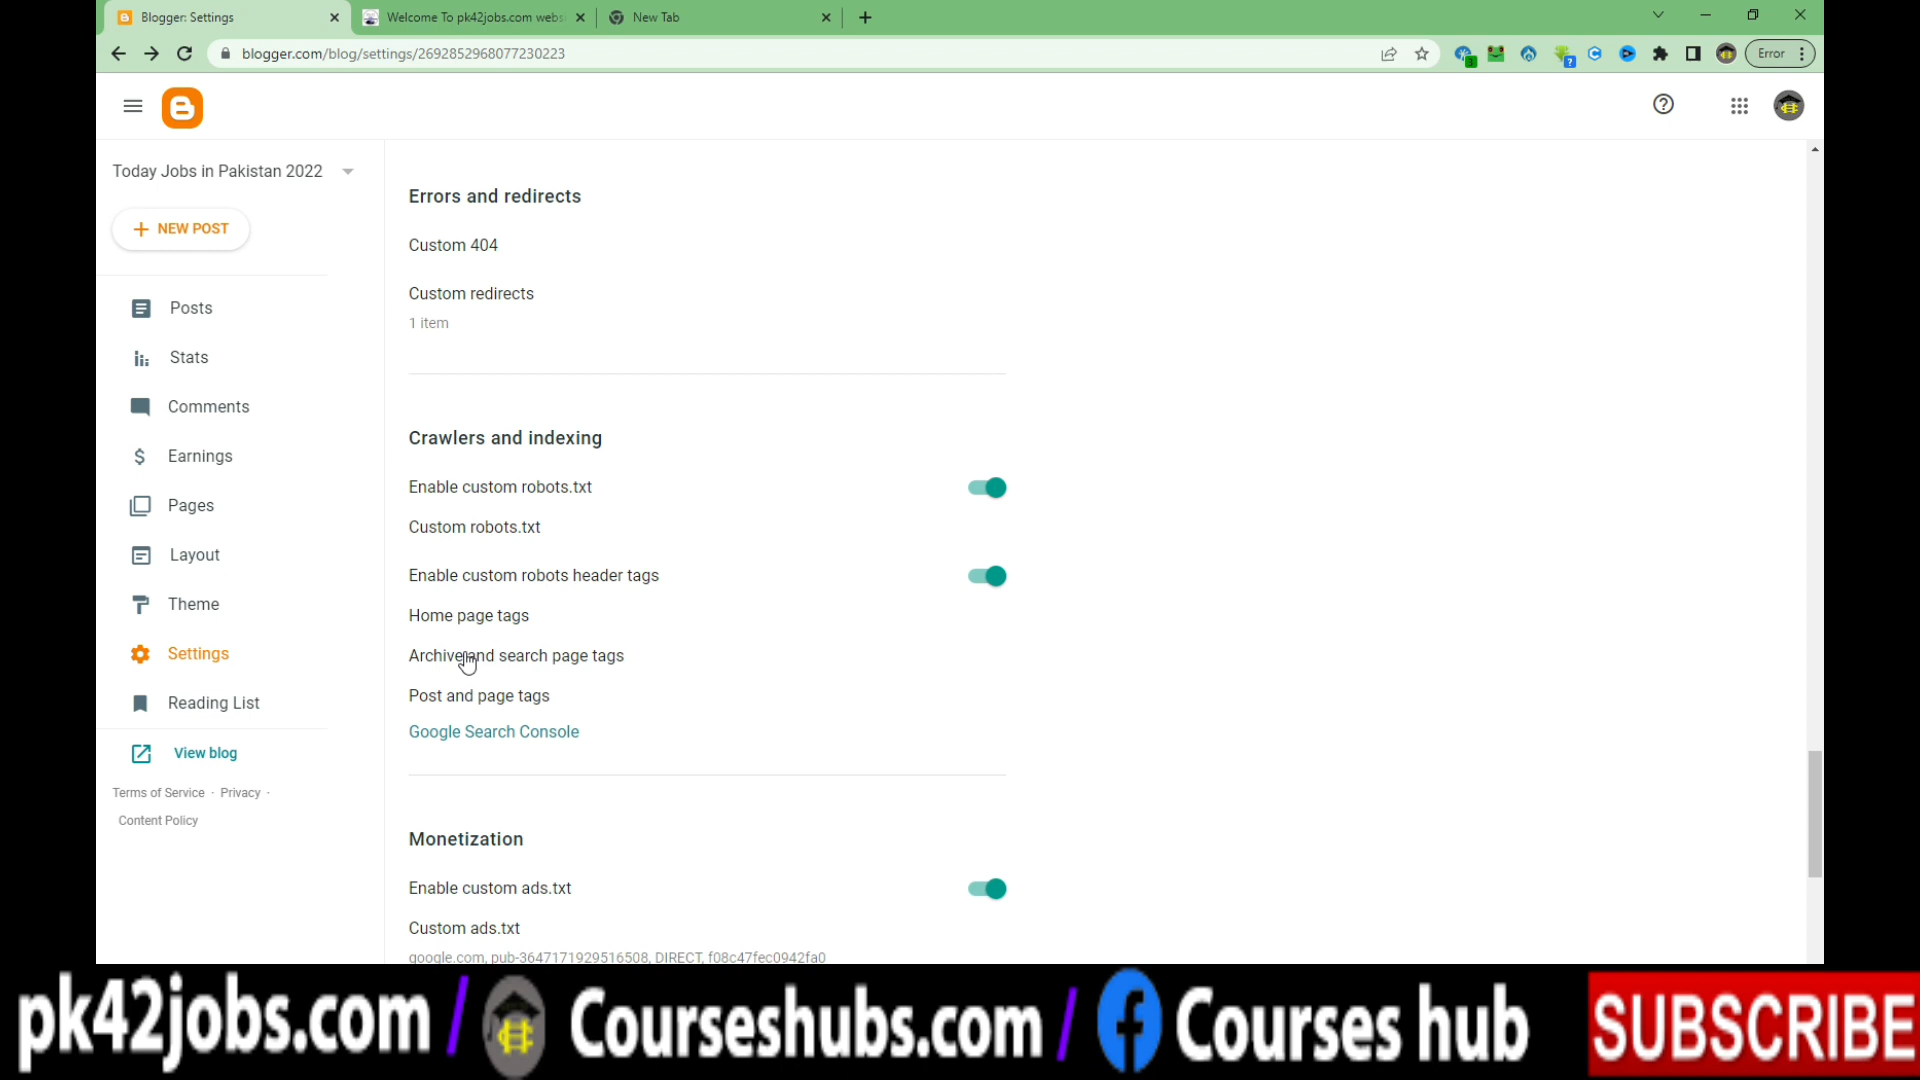 Blogger: Settings
Welcome To pk42jobs.com webs
New Tab
blogger.com/blog/settings/2692852968077230223
3
?
Error
Today Jobs in Pakistan 2022
NEW POST
Posts
Stats
Comments
Earnings
Pages
Layout
Theme
Settings
Reading List
View blog
Terms of Service · Privacy ·
Content Policy
Errors and redirects
Custom 404
Custom redirects
1 item
Crawlers and indexing
Enable custom robots.txt
Custom robots.txt
Enable custom robots header tags
Home page tags
Archive and search page tags
Post and page tags
Google Search Console
Monetization
Enable custom ads.txt
Custom ads.txt
google.com, pub-3647171929516508, DIRECT, f08c47fec0942fa0
pk42jobs.com / Courseshubs.com / Courses hub SUBSCRIBE